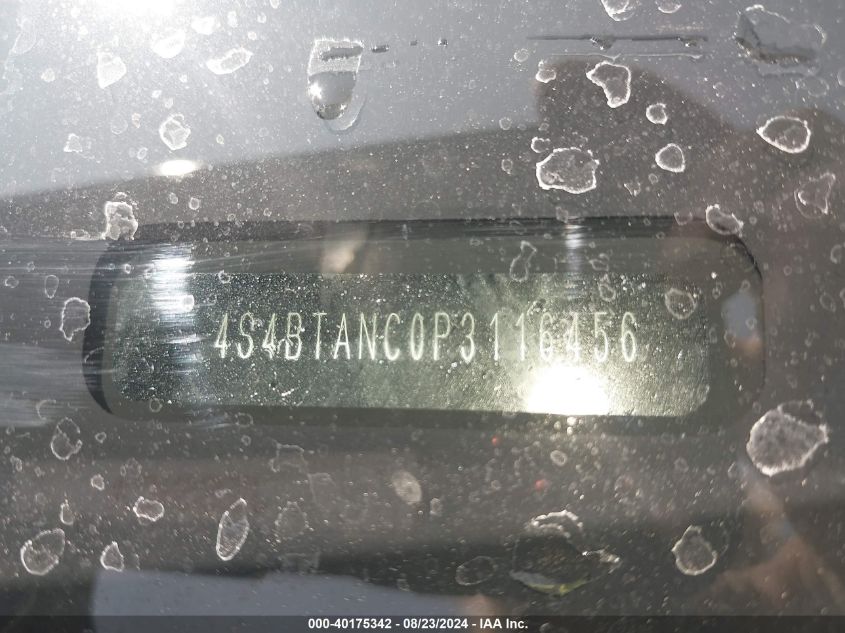 4S4BTANC0P3116456
000-40175342 - 08/23/2024 - IAA Inc.